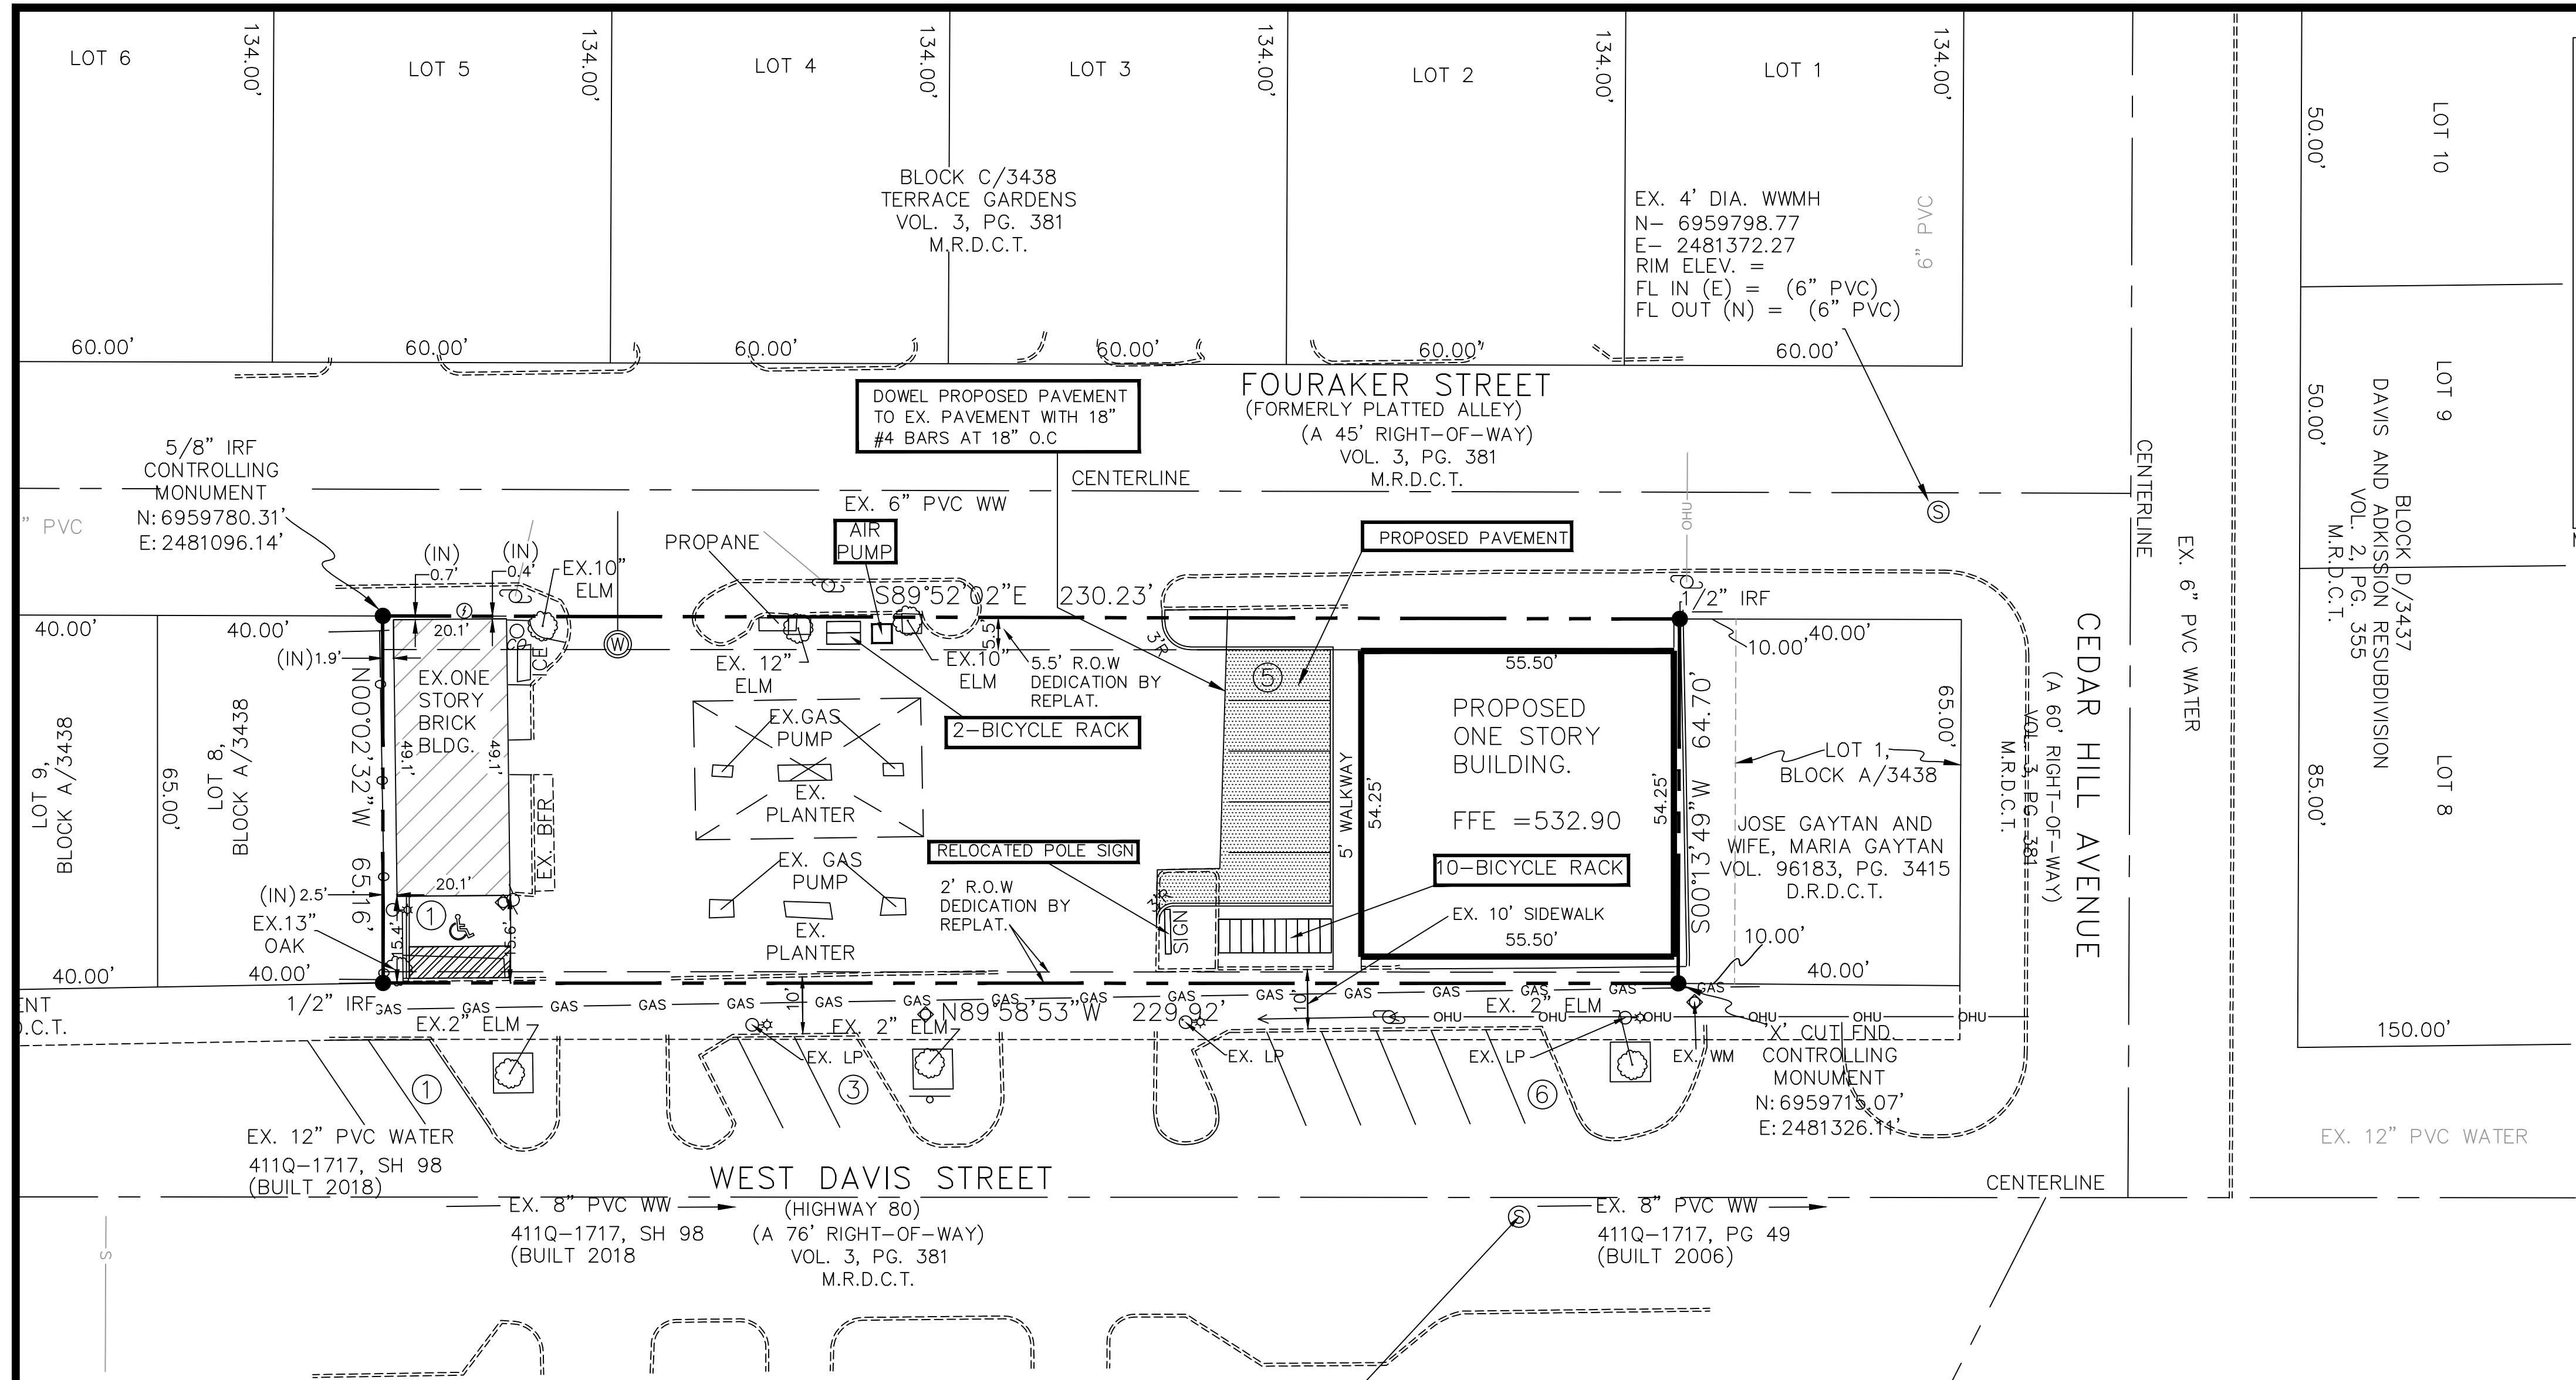 LOT 6
134.00'
LOT 5
134.00'
LOT 4
134.00'
LOT 3
134.00'
LOT 2
134.00'
LOT 1
134.00'
BLOCK C/3438
TERRACE GARDENS
VOL. 3, PG. 381
M.R.D.C.T.
EX. 4' DIA. WWMH
N- 6959798.77
E- 2481372.27
RIM ELEV. =
FL IN (E) = (6" PVC)
FL OUT (N) = (6" PVC)
6" PVC
60.00'
60.00'
60.00'
60.00'
60.00'
60.00'
50.00'
LOT 10
50.00'
LOT 9
BLOCK D/3437
DAVIS AND ADKISSION RESUBDIVISION
VOL. 2, PG. 355
M.R.D.C.T.
85.00'
LOT 8
150.00'
EX. 12" PVC WATER
DOWEL PROPOSED PAVEMENT
TO EX. PAVEMENT WITH 18"
#4 BARS AT 18" O.C
FOURAKER STREET
(FORMERLY PLATTED ALLEY)
(A 45' RIGHT-OF-WAY)
VOL. 3, PG. 381
M.R.D.C.T.
CENTERLINE
EX. 6" PVC WW
S
OHU
5/8" IRF
CONTROLLING
MONUMENT
N: 6959780.31'
E: 2481096.14'
" PVC
(IN)
0.7'
(IN)
0.4'
EX.10"
ELM
PROPANE
AIR
PUMP
S89°52'02"E 230.23'
PROPOSED PAVEMENT
1/2" IRF
W
40.00'
40.00'
20.1'
(IN)1.9'
ICE
EX. 12"
ELM
EX.10"
ELM
5.5'
5.5' R.O.W
DEDICATION BY
REPLAT.
2-BICYCLE RACK
3'R
5
10.00'
40.00'
EX.ONE
STORY
BRICK
BLDG.
49.1'
49.1'
EX. BFR
20.1'
LOT 9,
BLOCK A/3438
65.00'
LOT 8,
BLOCK A/3438
N00°02'32"W 65.16'
EX.GAS
PUMP
EX.
PLANTER
EX. GAS
PUMP
EX.
PLANTER
RELOCATED POLE SIGN
2' R.O.W
DEDICATION BY
REPLAT.
SIGN
5' WALKWAY
55.50'
54.25'
54.25'
PROPOSED
ONE STORY
BUILDING.
FFE =532.90
10-BICYCLE RACK
EX. 10' SIDEWALK
55.50'
S00°13'49"W 64.70'
65.00'
LOT 1,
BLOCK A/3438
JOSE GAYTAN AND
WIFE, MARIA GAYTAN
VOL. 96183, PG. 3415
D.R.D.C.T.
10.00'
40.00'
CEDAR HILL AVENUE
(A 60' RIGHT-OF-WAY)
VOL. 3, PG. 381
M.R.D.C.T.
CENTERLINE
EX. 6" PVC WATER
(IN)2.5'
EX.13"
OAK
1
15.4'
15.6'
40.00'
40.00'
1/2" IRF
ENT
D.C.T.
GAS GAS GAS GAS GAS GAS GAS GAS GAS GAS GAS GAS GAS GAS GAS GAS
10'
10'
N89°58'53"W 229.92'
EX.2" ELM
EX. 2" ELM
EX. 2" ELM
OHU OHU OHU OHU OHU OHU
EX. LP
EX. LP
EX. LP
EX. WM
'X' CUT FND.
CONTROLLING
MONUMENT
N: 6959715.07'
E: 2481326.11'
1
3
6
EX. 12" PVC WATER
411Q-1717, SH 98
(BUILT 2018)
WEST DAVIS STREET
(HIGHWAY 80)
(A 76' RIGHT-OF-WAY)
VOL. 3, PG. 381
M.R.D.C.T.
EX. 8" PVC WW
411Q-1717, SH 98
(BUILT 2018
S
EX. 8" PVC WW
411Q-1717, PG 49
(BUILT 2006)
CENTERLINE
S